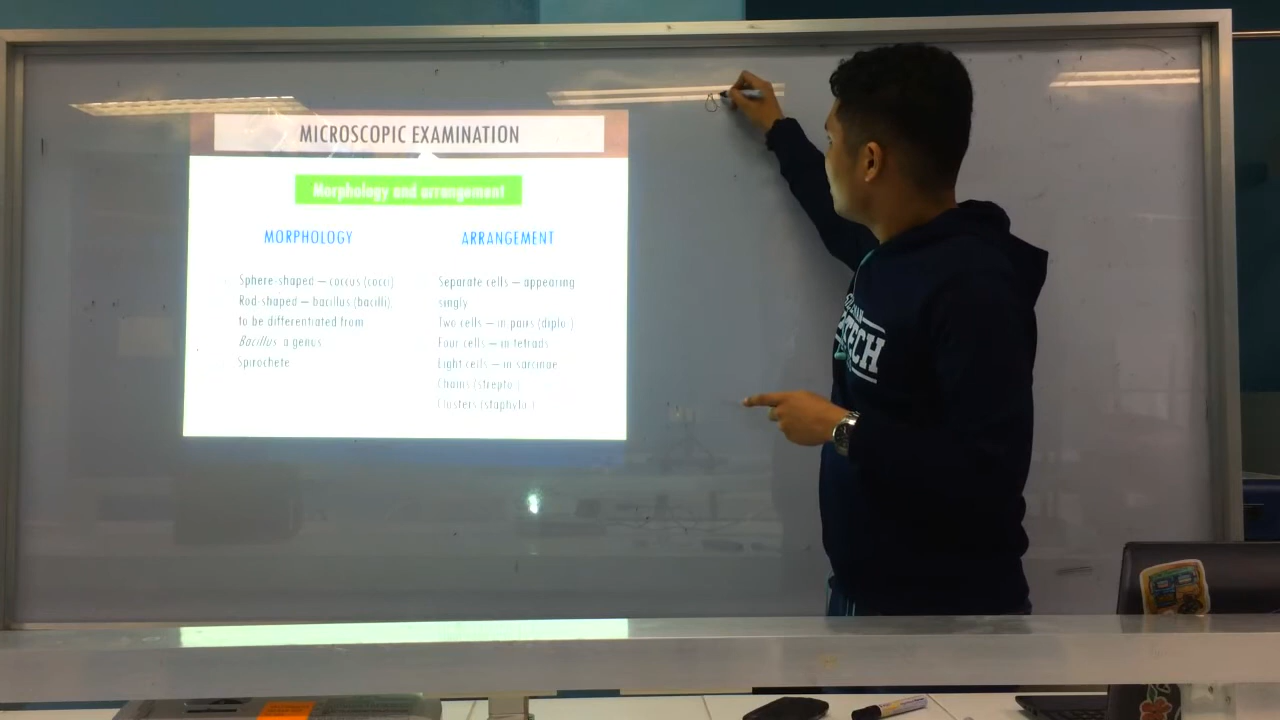 MICROSCOPIC EXAMINATION
Morphology and arrangement
MORPHOLOGY
Sphere-shaped – coccus (cocci)
Rod-shaped – bacillus (bacilli),
to be differentiated from
Bacillus a genus
Spirochete
ARRANGEMENT
Separate cells – appearing
singly
Two cells – in pairs (diplo.)
Four cells – in tetrads
Eight cells – in sarcinae
Chains (strepto.)
Clusters (staphylo.)